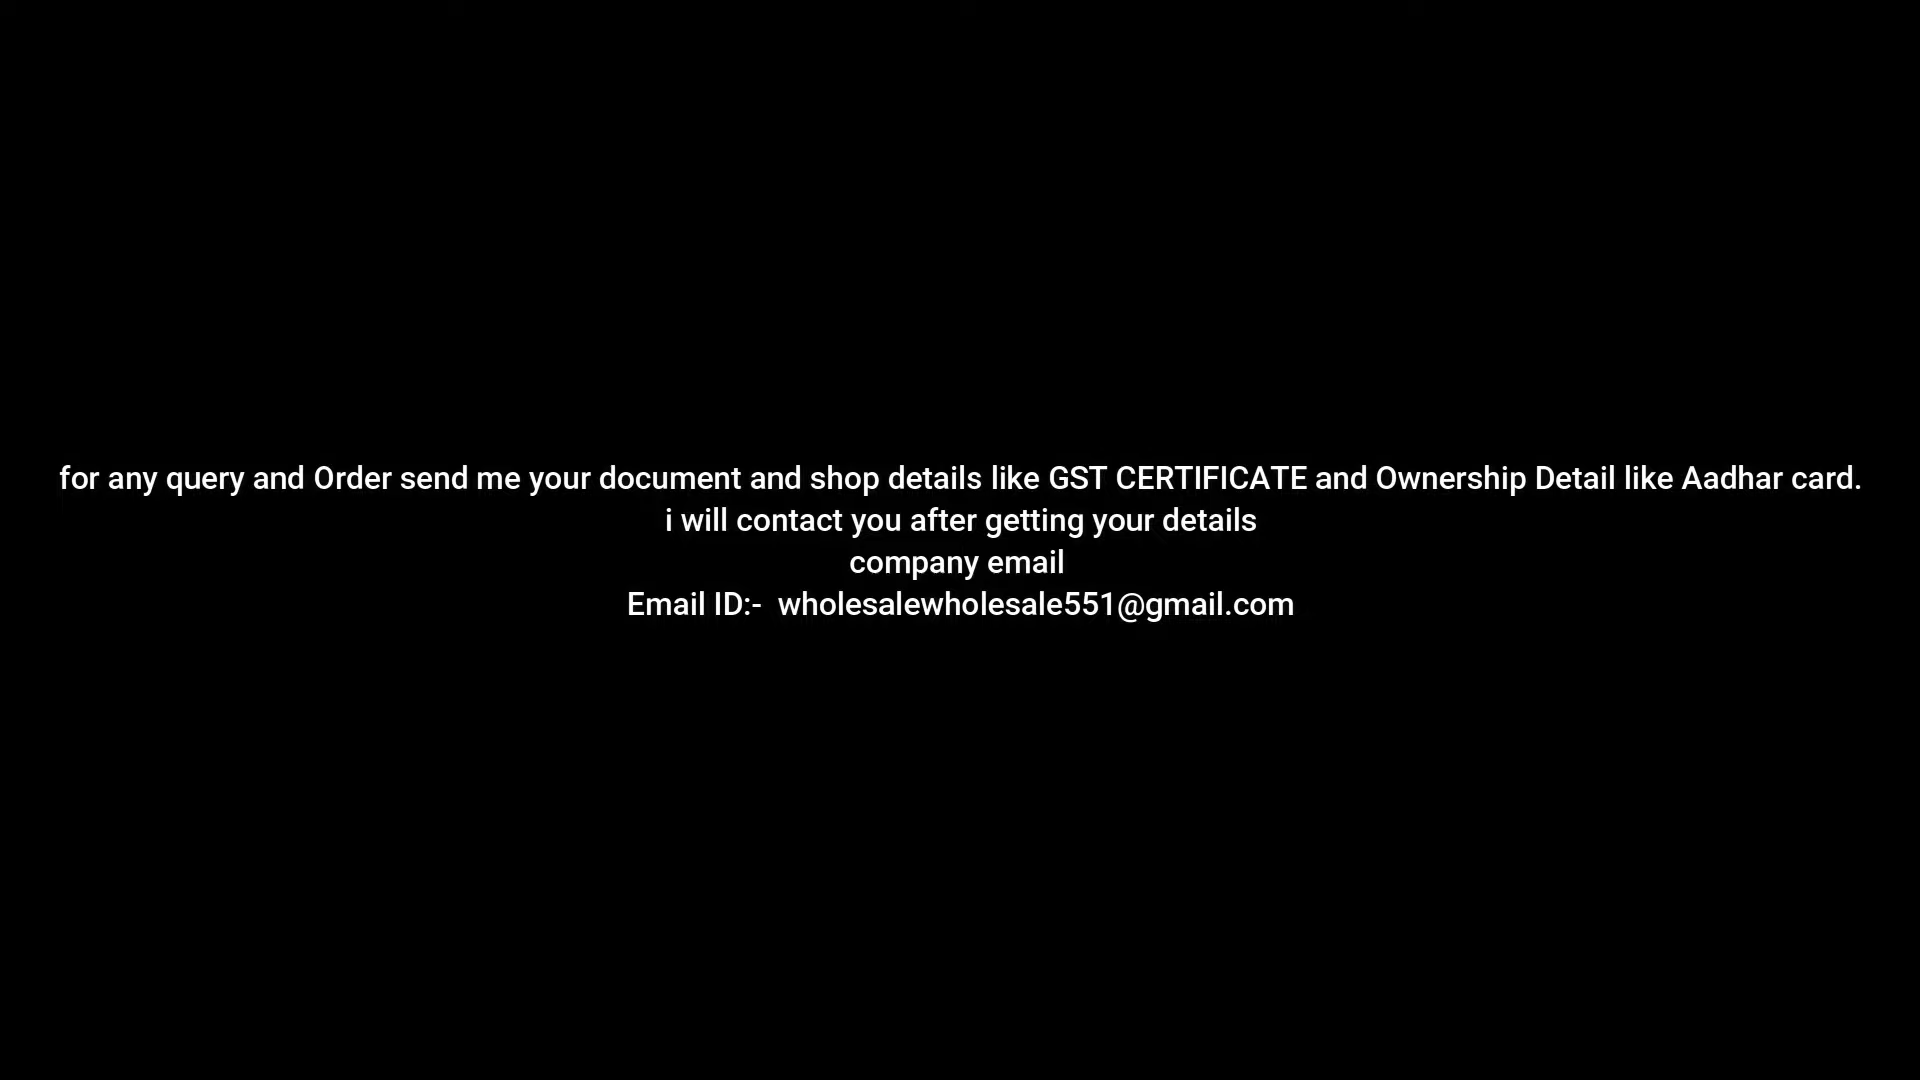 for any query and Order send me your document and shop details like GST CERTIFICATE and Ownership Detail like Aadhar card.
i will contact you after getting your details
company email
Email ID:-  wholesalewholesale551@gmail.com